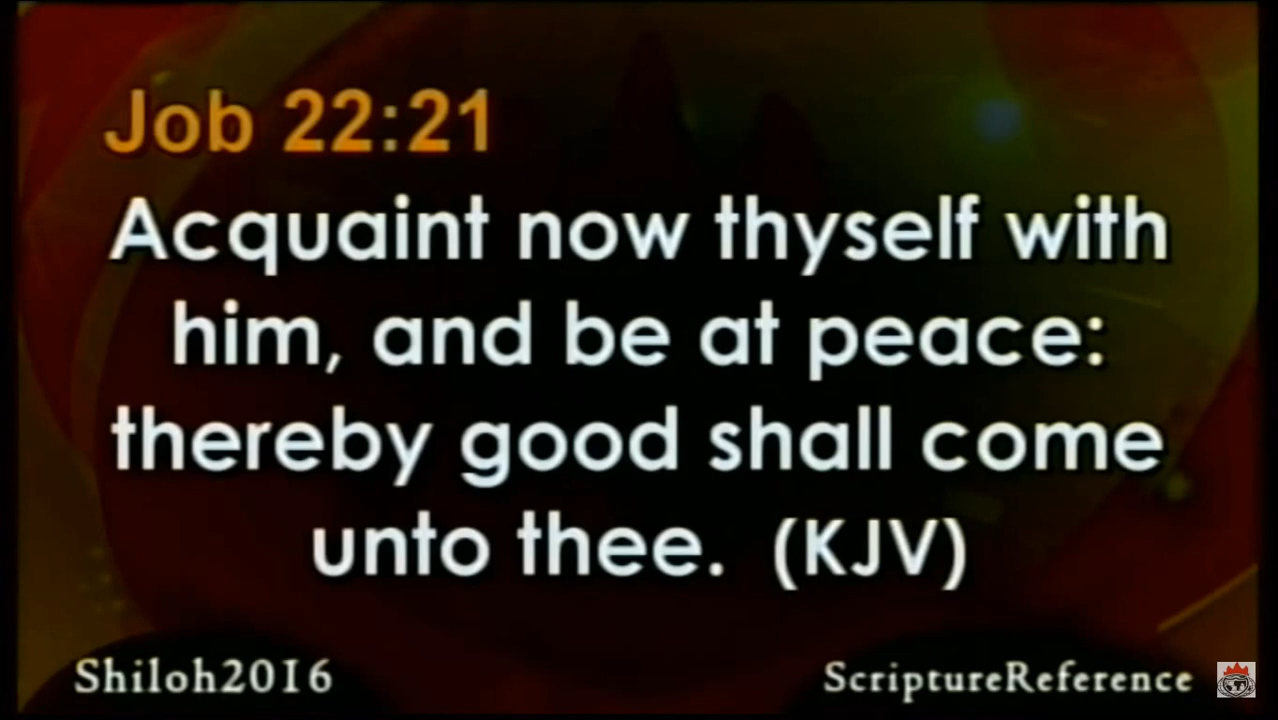 Job 22:21
Acquaint now thyself with
him, and be at peace:
thereby good shall come
unto thee. (KJV)
Shiloh2016
ScriptureReference